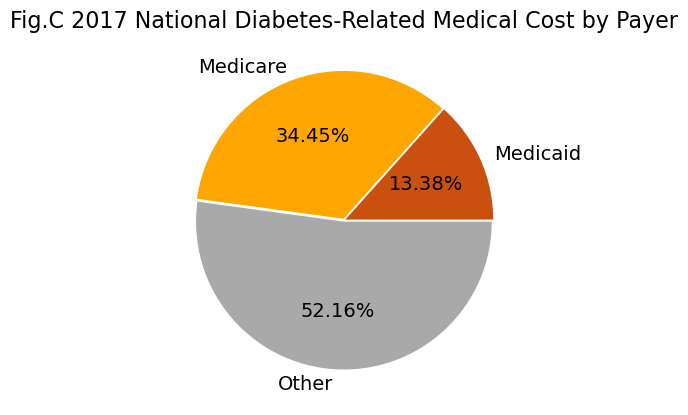 Fig.C 2017 National Diabetes-Related Medical Cost by Payer
Medicare
34.45%
Medicaid
13.38%
52.16%
Other